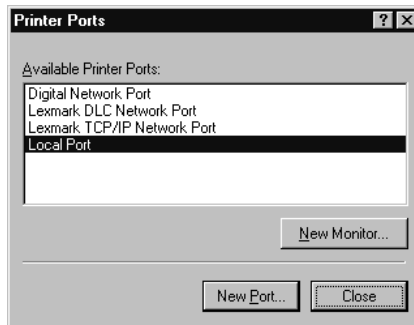 Printer Ports
? X
Available Printer Ports:
Digital Network Port
Lexmark DLC Network Port
Lexmark TCP/IP Network Port
Local Port
New Monitor...
New Port... Close